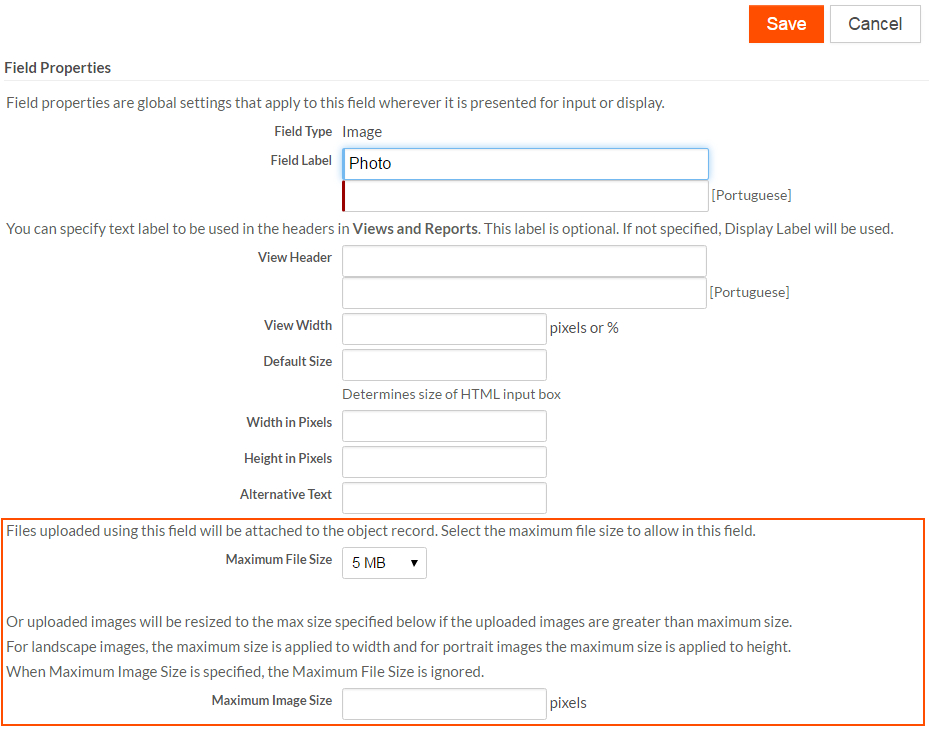 Save Cancel
Field Properties
Field properties are global settings that apply to this field wherever it is presented for input or display.
Field Type Image
Field Label Photo
[Portuguese]
You can specify text label to be used in the headers in Views and Reports. This label is optional. If not specified, Display Label will be used.
View Header
[Portuguese]
View Width pixels or %
Default Size
Determines size of HTML input box
Width in Pixels
Height in Pixels
Alternative Text
Files uploaded using this field will be attached to the object record. Select the maximum file size to allow in this field.
Maximum File Size 5 MB
Or uploaded images will be resized to the max size specified below if the uploaded images are greater than maximum size.
For landscape images, the maximum size is applied to width and for portrait images the maximum size is applied to height.
When Maximum Image Size is specified, the Maximum File Size is ignored.
Maximum Image Size pixels